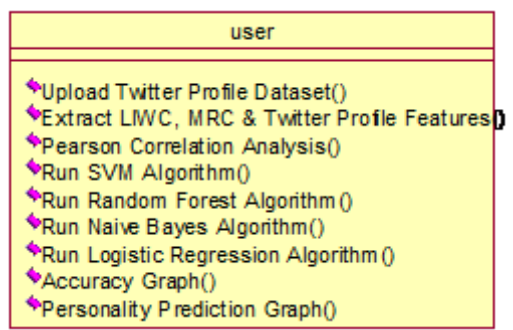 user
Upload Twitter Profile Dataset()
Extract LIWC, MRC & Twitter Profile Features()
Pearson Correlation Analysis()
Run SVM Algorithm()
Run Random Forest Algorithm()
Run Naive Bayes Algorithm()
Run Logistic Regression Algorithm()
Accuracy Graph()
Personality Prediction Graph()